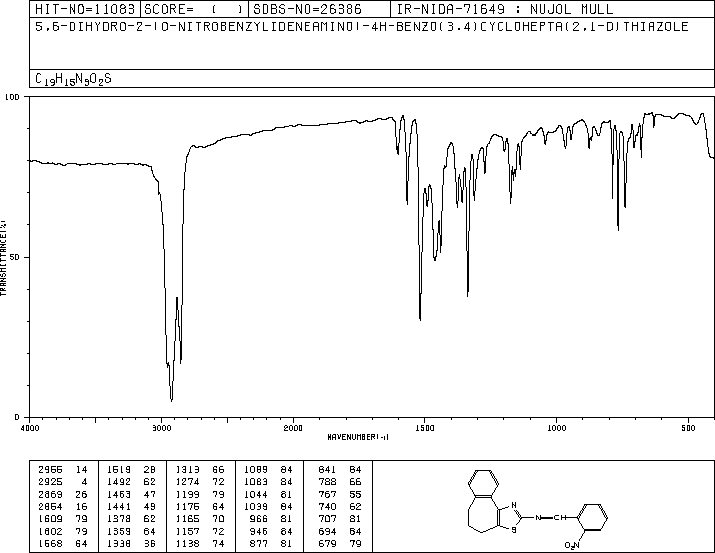 HIT-NO=11083 SCORE= ( ) SDBS-NO=26386 IR-NIDA-71649 : NUJOL MULL
5,6-DIHYDRO-2-(O-NITROBENZYLIDENEAMINO)-4H-BENZO(3,4)CYCLOHEPTA(2,1-D)THIAZOLE
C19H15N3O2S
100
50
0
TRANSMITTANCE(%)
4000 3000 2000 1500 1000 500
WAVENUMBER(-1)
2955 14 1519 28 1313 66 1089 84 841 84
2925 4 1492 62 1274 72 1083 84 788 66
2869 26 1463 47 1199 79 1044 81 767 55
2854 16 1441 49 1175 64 1039 84 740 62
1609 79 1378 62 1165 70 966 81 707 81
1602 79 1359 64 1157 72 945 84 694 84
1568 64 1338 36 1138 74 877 81 679 79
N
S
N
CH
O2N